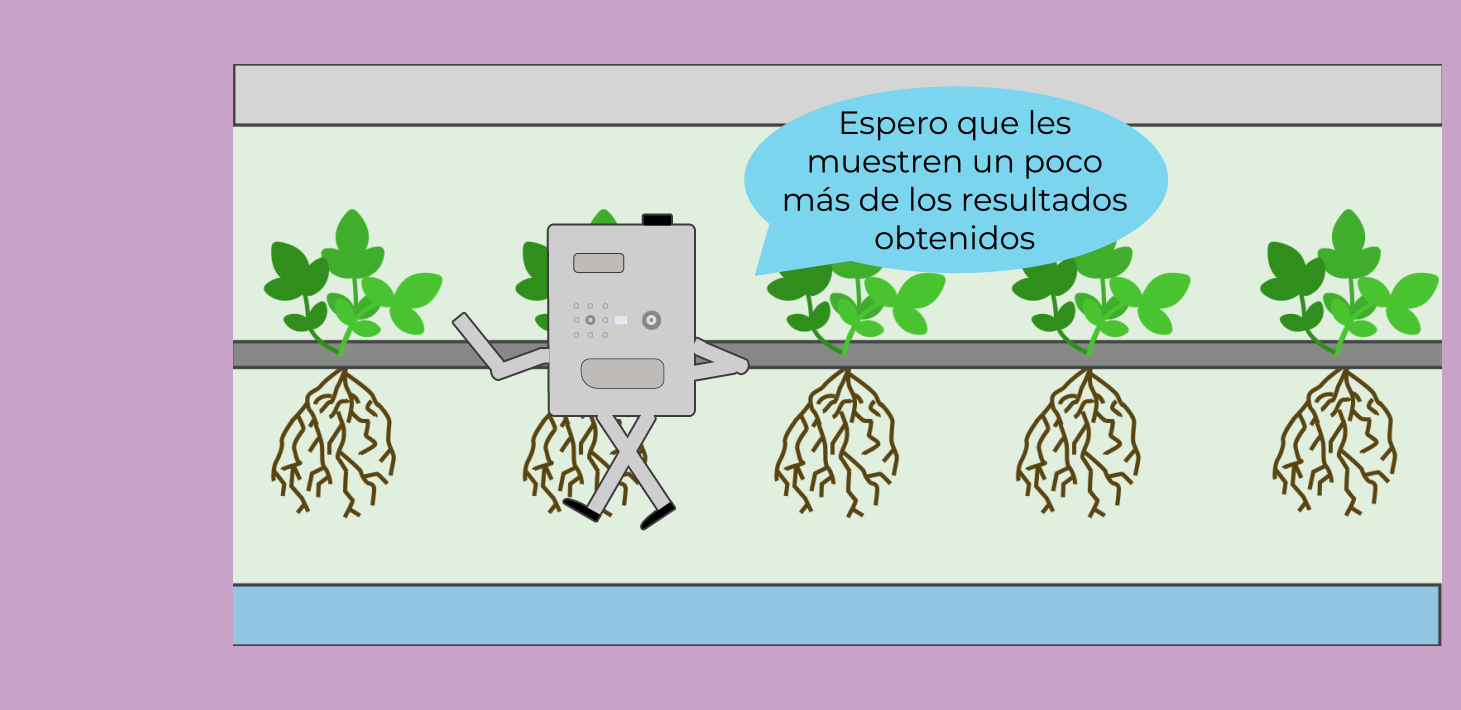 Espero que les
muestren un poco
más de los resultados
obtenidos